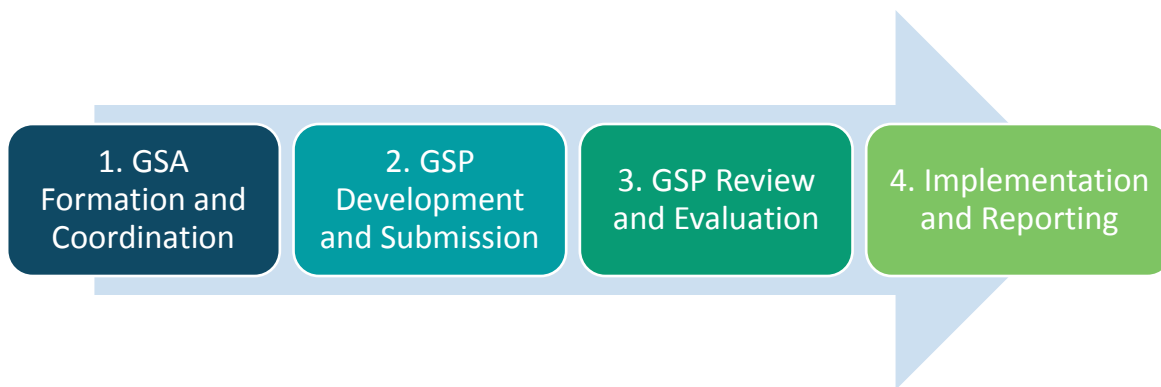 1. GSA
Formation and
Coordination
2. GSP
Development
and Submission
3. GSP Review
and Evaluation
4. Implementation
and Reporting